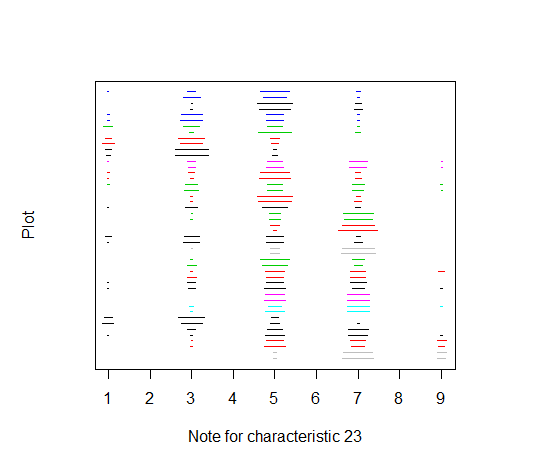 Plot
1 2 3 4 5 6 7 8 9
Note for characteristic 23